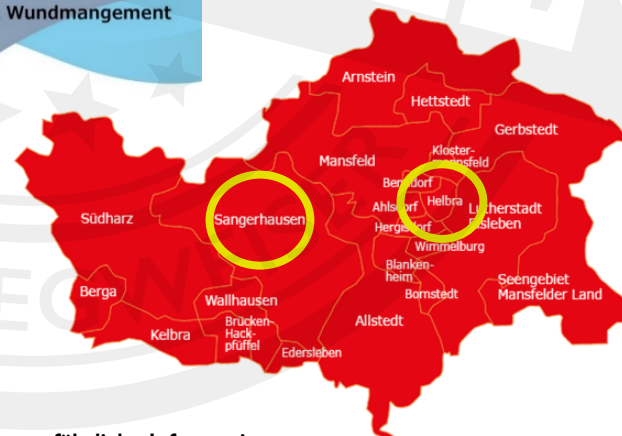 Wundmangement
Arnstein
Hettstedt
Gerbstedt
Kloster-
mannsfeld
Mansfeld
Benndorf
Helbra
Ahlsdorf
Lutherstadt
Eisleben
Südharz
Sangerhausen
Hergisdorf
Wimmelburg
Blanken-
heim
Bornstedt
Seengebiet
Mansfelder Land
Berga
Wallhausen
Kelbra
Brücken-
Hack-
pfüffel
Edersleben
Allstedt